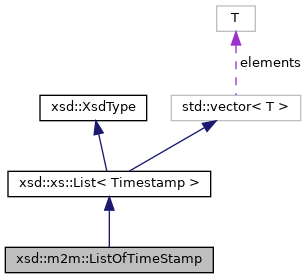 T
elements
xsd::XsdType
std::vector< T >
xsd::xs::List< Timestamp >
xsd::m2m::ListOfTimeStamp